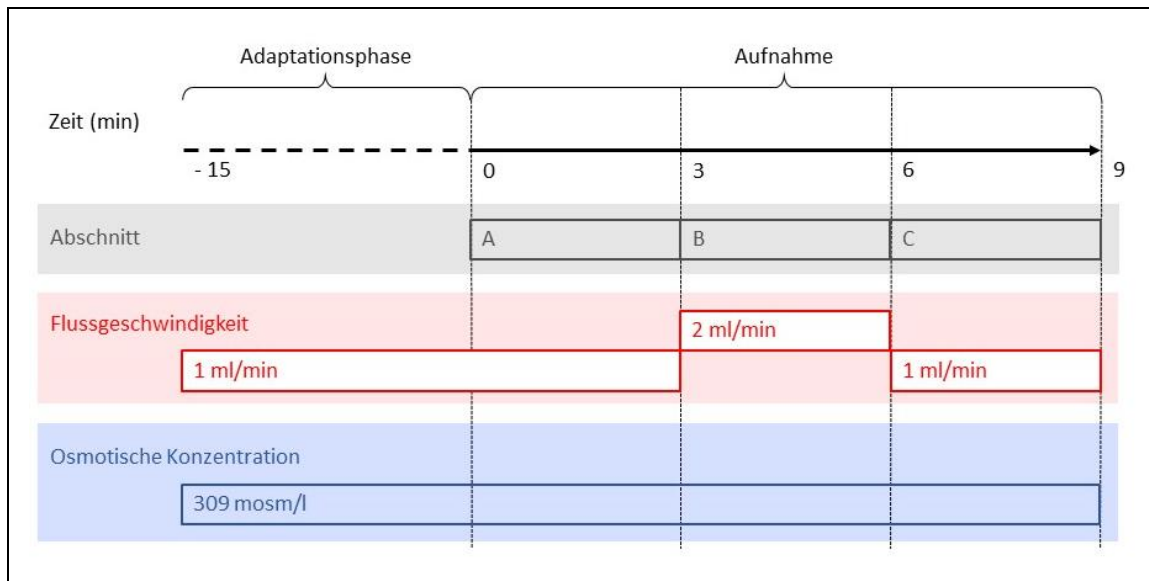 Adaptationsphase Aufnahme
Zeit (min)
- 15 0 3 6 9
Abschnitt A B C
Flussgeschwindigkeit
2 ml/min
1 ml/min 1 ml/min
Osmotische Konzentration
309 mosm/l